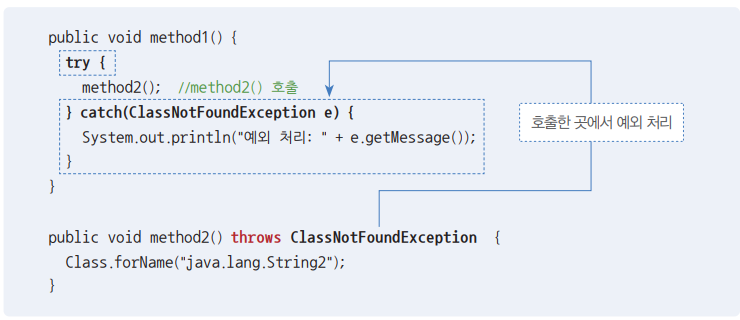 public void method1() {
try {
method2(); //method2() 호출
} catch(ClassNotFoundException e) {
System.out.println("예외 처리: " + e.getMessage());
}
}
호출한 곳에서 예외 처리
public void method2() throws ClassNotFoundException {
Class.forName("java.lang.String2");
}